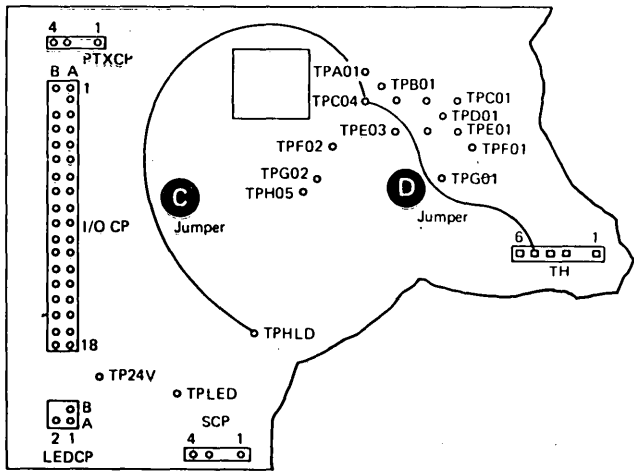 4 1
PTXCP
B A
1
TPA01
TPB01
TPC04
TPC01
TPD01
TPE03
TPE01
TPF02
TPF01
TPG02
TPG01
TPH05
C
D
Jumper
Jumper
I/O CP
6 1
TH
TPHLD
18
TP24V
TPLED
B
A
2 1
LEDCP
SCP
4 1